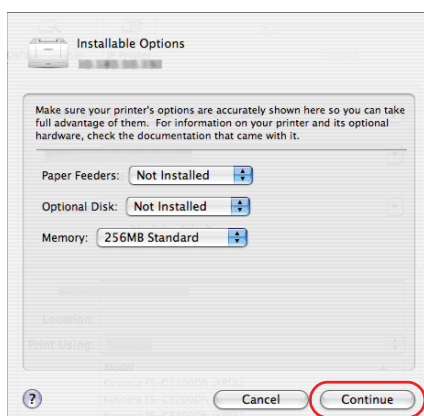 Installable Options
Make sure your printer's options are accurately shown here so you can take
full advantage of them. For information on your printer and its optional
hardware, check the documentation that came with it.
Paper Feeders: Not Installed
Optional Disk: Not Installed
Memory: 256MB Standard
Location:
Print Using:
Model
? Cancel Continue